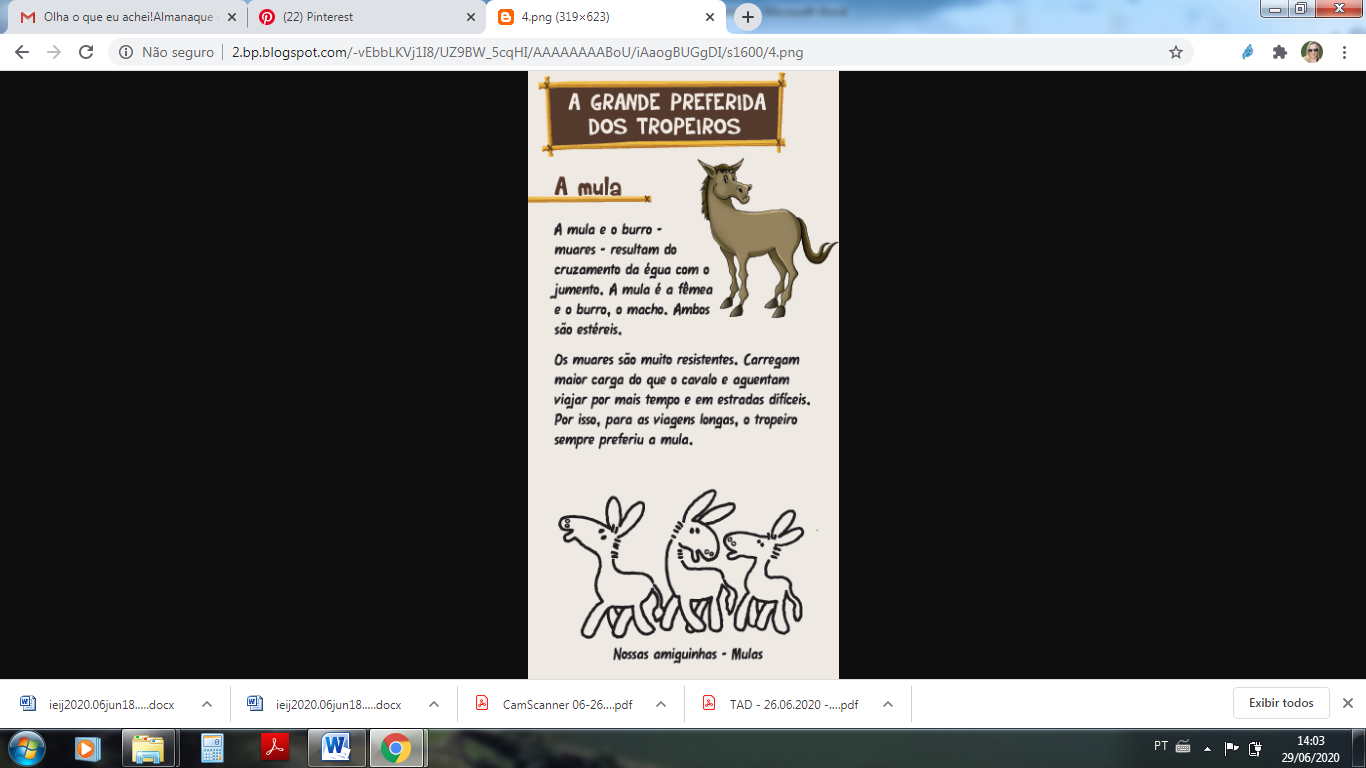 Olha o que eu achei!Almanaque
(22) Pinterest
4.png (319×623)
Não seguro
2.bp.blogspot.com/-vEbbLKVj1I8/UZ9BW_5cqHI/AAAAAAAABoU/iAaogBUGgDI/s1600/4.png
A GRANDE PREFERIDA
DOS TROPEIROS
A mula
A mula e o burro -
muares - resultam do
cruzamento da égua com o
jumento. A mula é a fêmea
e o burro, o macho. Ambos
são estéreis.
Os muares são muito resistentes. Carregam
maior carga do que o cavalo e aguentam
viajar por mais tempo e em estradas difíceis.
Por isso, para as viagens longas, o tropeiro
sempre preferiu a mula.
Nossas amiguinhas - Mulas
ieij2020.06jun18.....docx
ieij2020.06jun18.....docx
CamScanner 06-26....pdf
TAD - 26.06.2020 -....pdf
Exibir todos
PT
14:03
29/06/2020